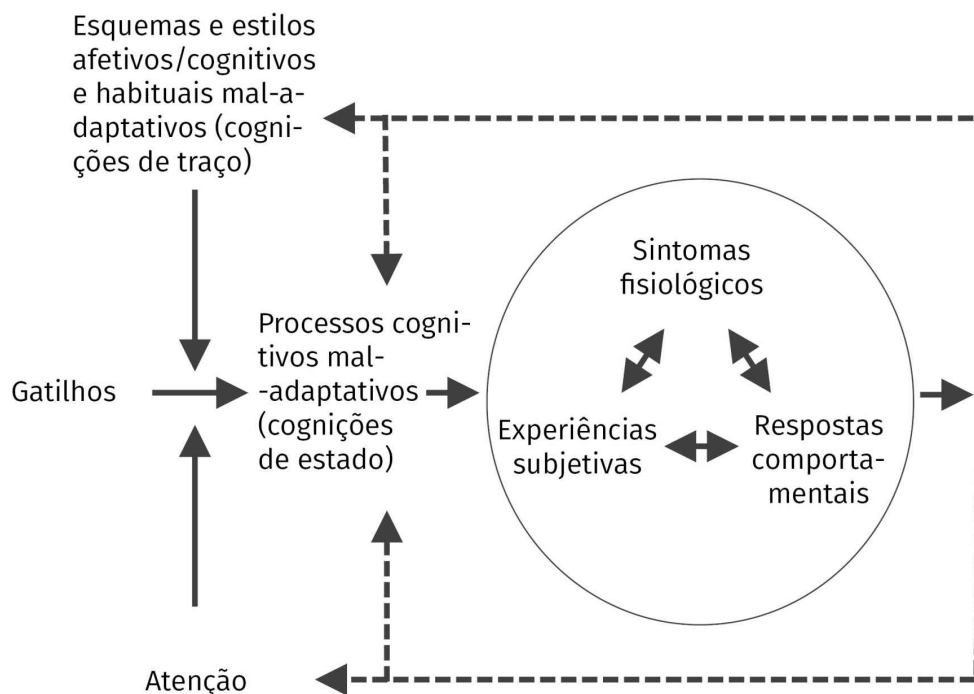 Esquemas e estilos
afetivos/cognitivos
e habituais mal-a-
daptativos (cogni-
ções de traço)
Sintomas
fisiológicos
Processos cogni-
tivos mal-
-adaptativos
(cognições
de estado)
Gatilhos
Experiências
subjetivas
Respostas
comporta-
mentais
Atenção